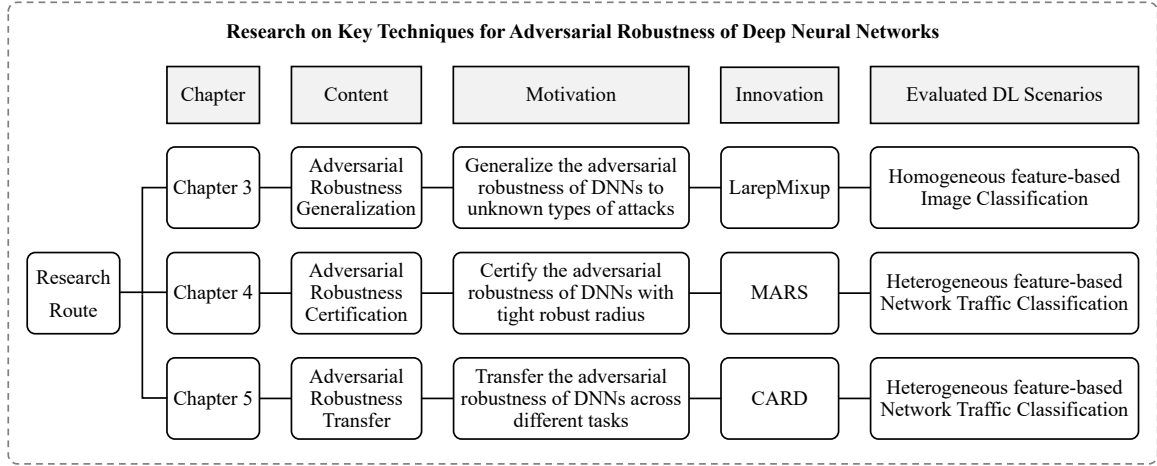 Research on Key Techniques for Adversarial Robustness of Deep Neural Networks
Chapter
Content
Motivation
Innovation
Evaluated DL Scenarios
Research
Route
Chapter 3
Adversarial
Robustness
Generalization
Generalize the adversarial
robustness of DNNs to
unknown types of attacks
LarepMixup
Homogeneous feature-based
Image Classification
Chapter 4
Adversarial
Robustness
Certification
Certify the adversarial
robustness of DNNs with
tight robust radius
MARS
Heterogeneous feature-based
Network Traffic Classification
Chapter 5
Adversarial
Robustness
Transfer
Transfer the adversarial
robustness of DNNs across
different tasks
CARD
Heterogeneous feature-based
Network Traffic Classification